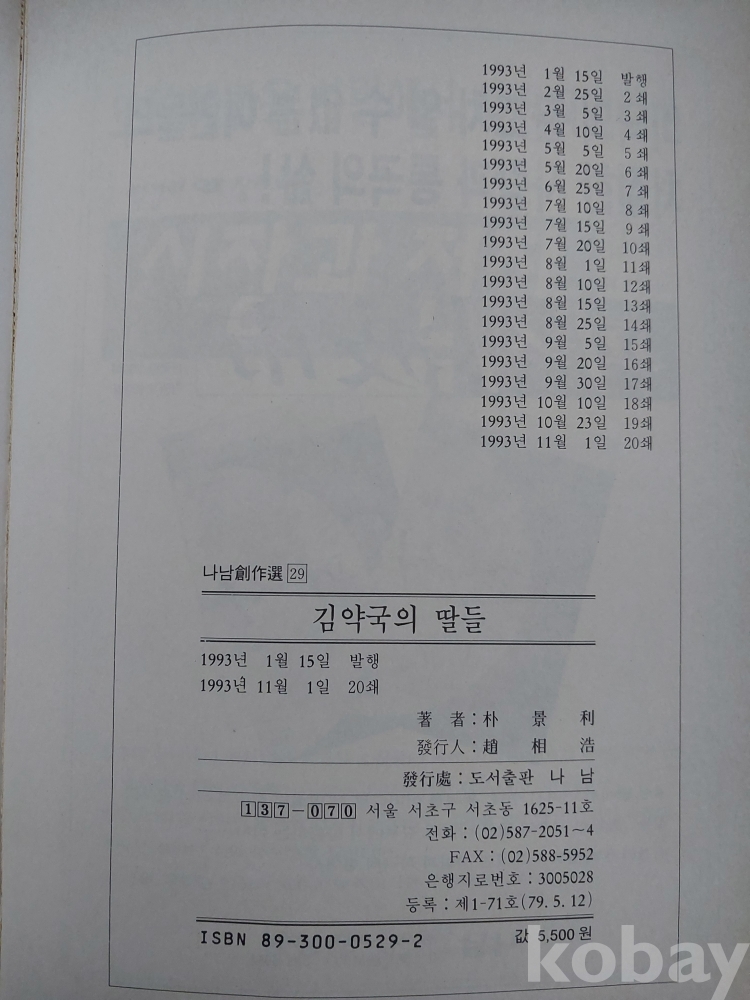 1993년 1월 15일 발행
1993년 2월 25일 2쇄
1993년 3월 5일 3쇄
1993년 4월 10일 4쇄
1993년 5월 5일 5쇄
1993년 5월 20일 6쇄
1993년 6월 25일 7쇄
1993년 7월 10일 8쇄
1993년 7월 15일 9쇄
1993년 7월 20일 10쇄
1993년 8월 1일 11쇄
1993년 8월 10일 12쇄
1993년 8월 15일 13쇄
1993년 8월 25일 14쇄
1993년 9월 5일 15쇄
1993년 9월 20일 16쇄
1993년 9월 30일 17쇄
1993년 10월 10일 18쇄
1993년 10월 23일 19쇄
1993년 11월 1일 20쇄
나남創作選 29
김약국의 딸들
1993년 1월 15일 발행
1993년 11월 1일 20쇄
著 者 : 朴 景 利
發行人 : 趙 相 浩
發行處 : 도서출판 나 남
137-070 서울 서초구 서초동 1625-11호
전화 : (02)587-2051~4
FAX : (02)588-5952
은행지로번호 : 3005028
등록 : 제1-71호(79. 5. 12)
ISBN 89-300-0529-2 값 5,500원
kobay